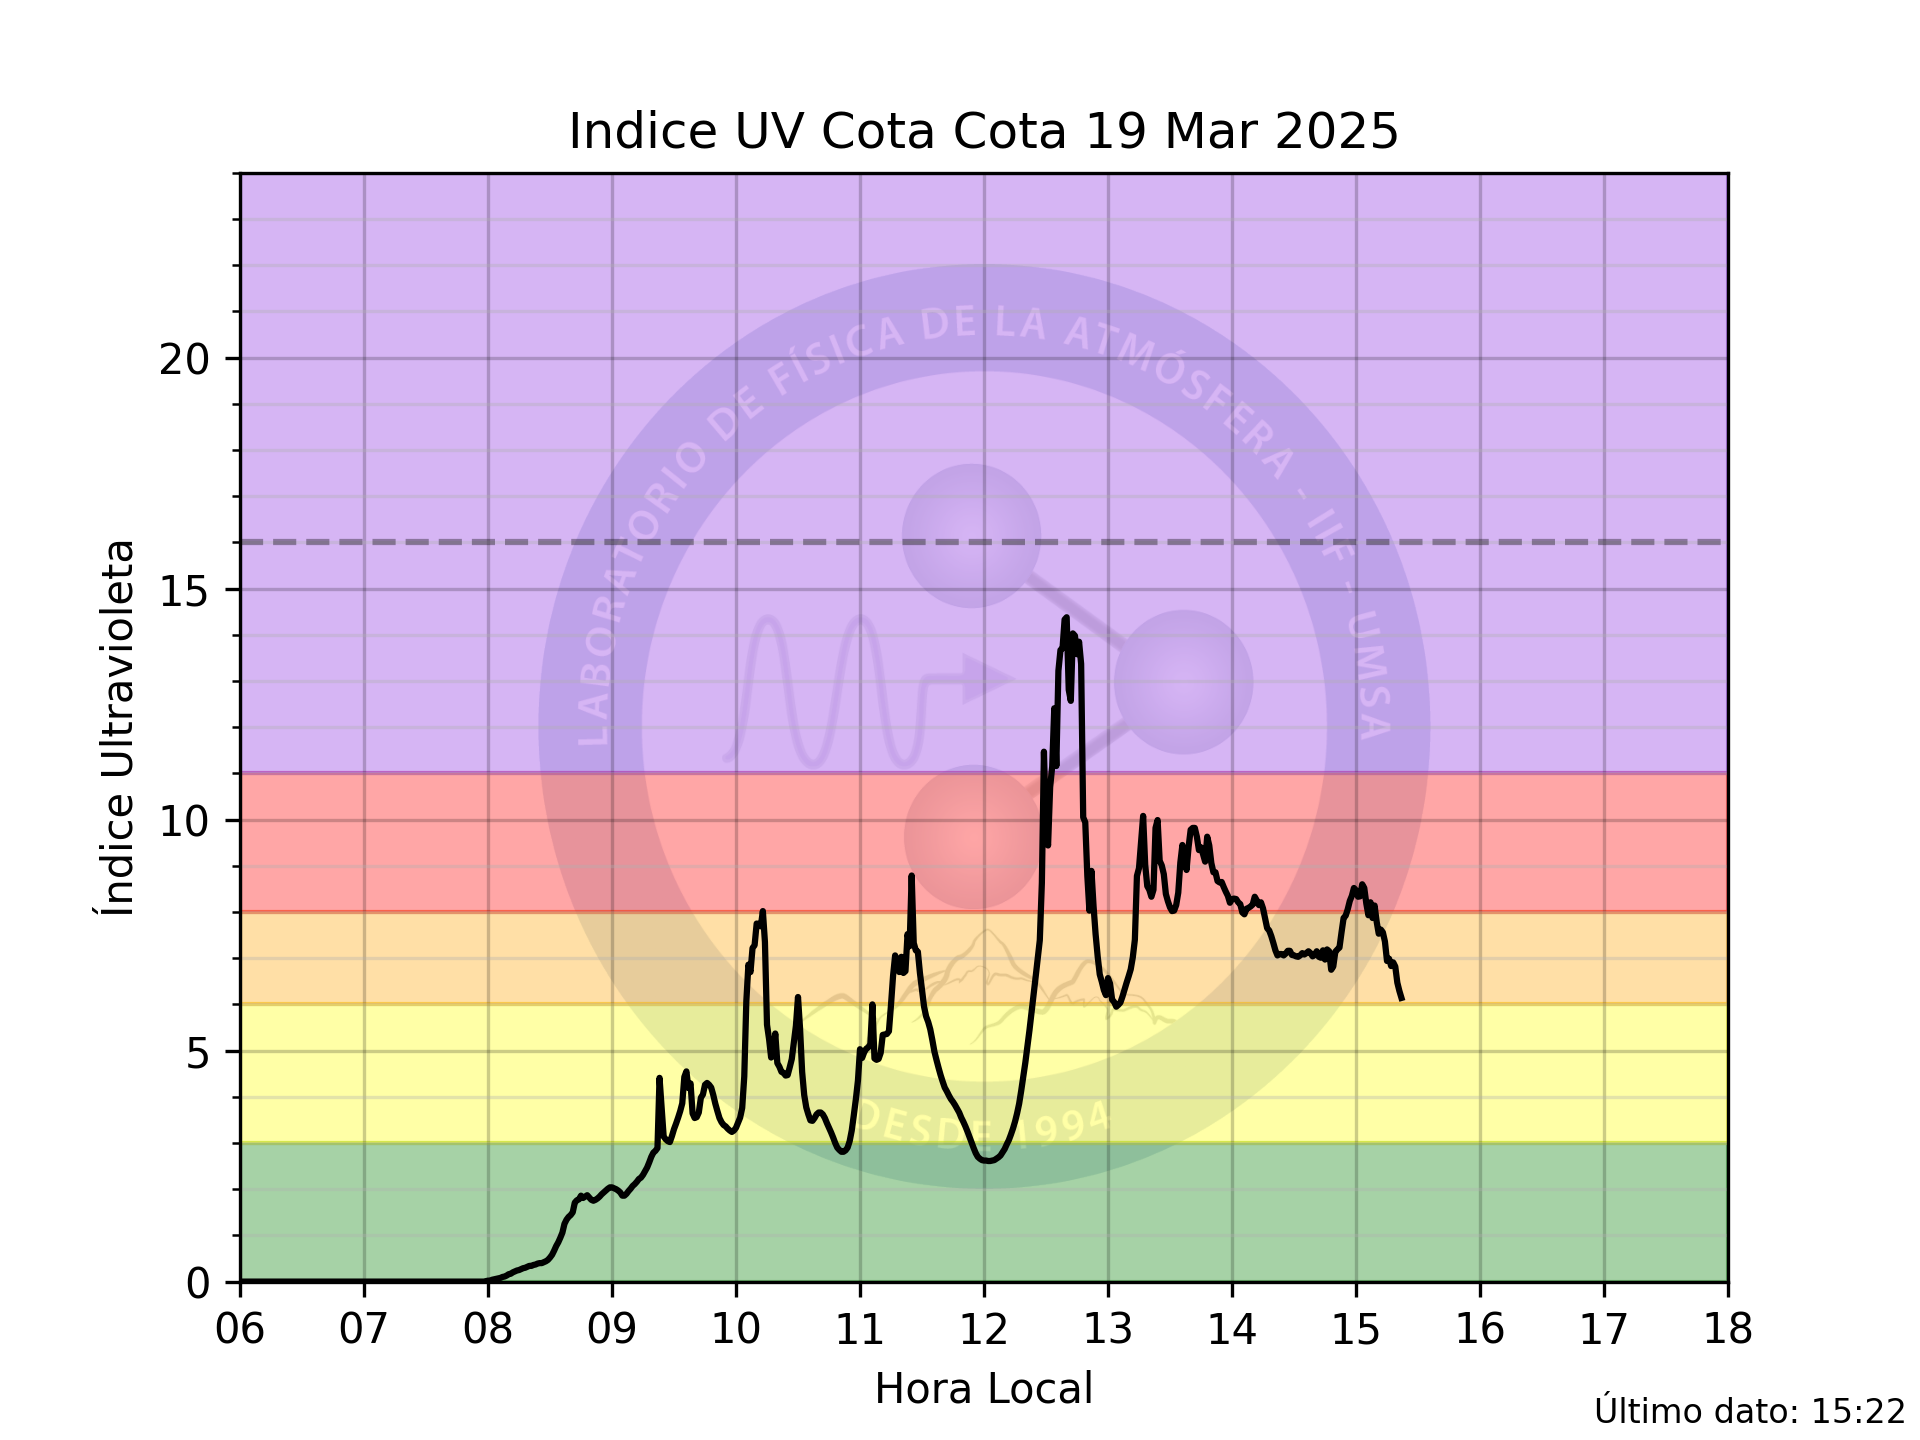 Indice UV Cota Cota 19 Mar 2025
LABORATORIO DE FÍSICA DE LA ATMÓSFERA - IIF - UMSA
DESDE 1994
Índice Ultravioleta
20
15
10
5
0
06 07 08 09 10 11 12 13 14 15 16 17 18
Hora Local
Último dato: 15:22